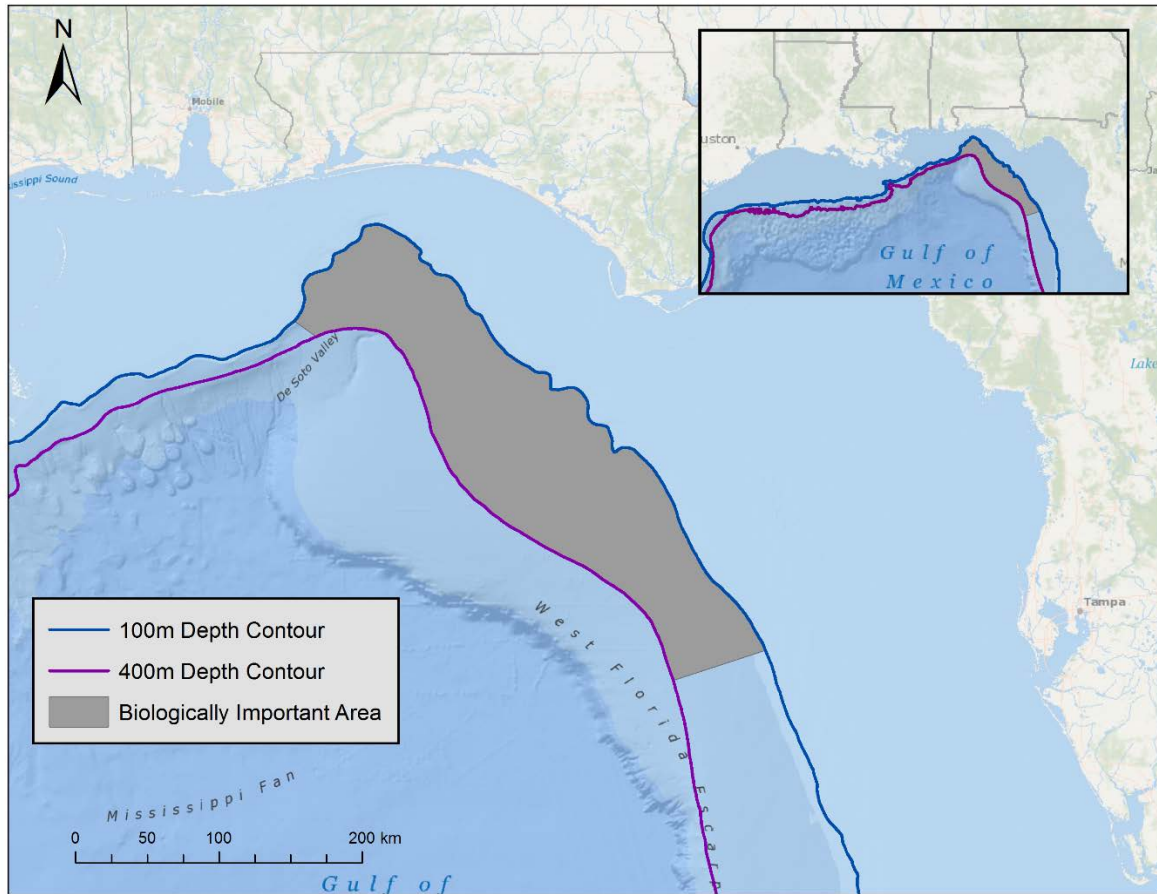 N
Mobile
ssissippi Sound
De Soto Valley
West Florida Escarp
Mississippi Fan
Gulf of
Tampa
Lake
100m Depth Contour
400m Depth Contour
Biologically Important Area
0 50 100 200 km
uston
Gulf of
Mexico
Ja